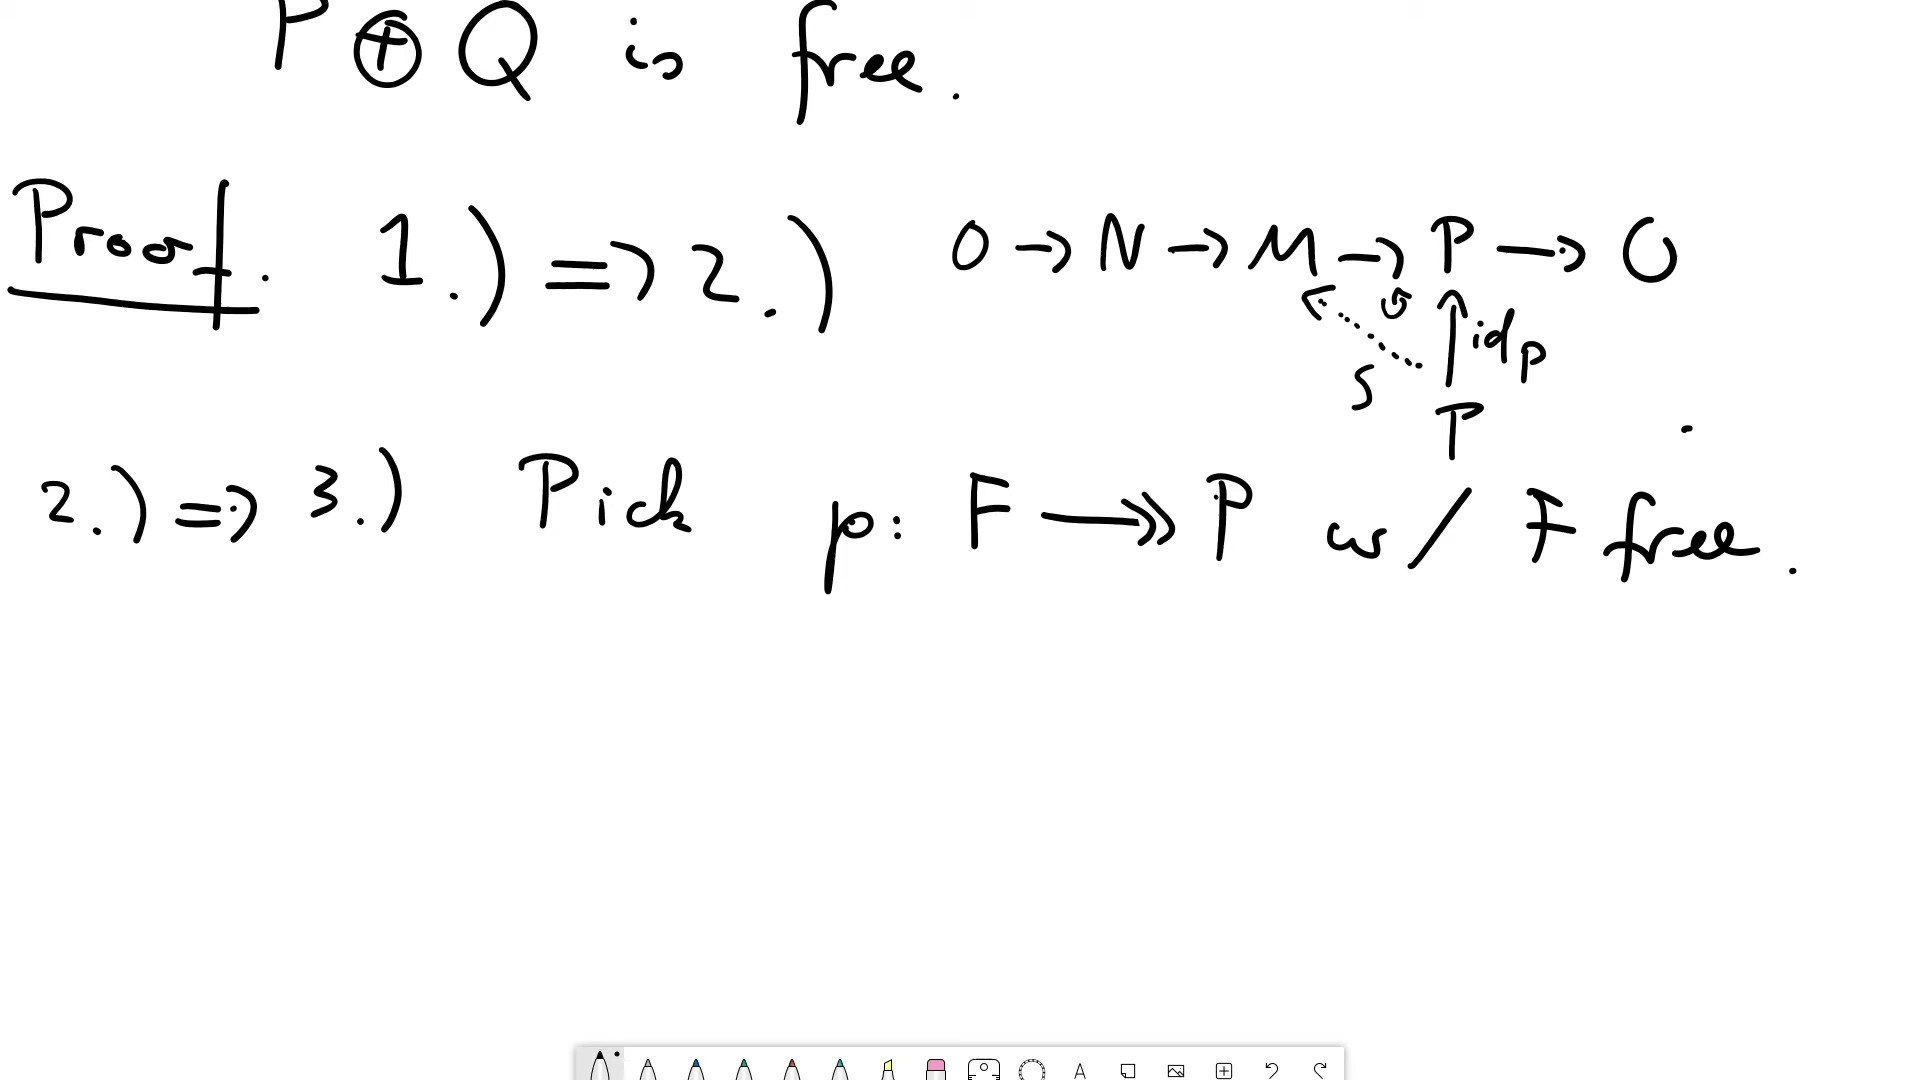 P ⊕ Q is free.
Proof. 1.) => 2.) 0 → N → M → P → 0
s ↺ id_P
P
2.) => 3.) Pick p: F ↠ P w/ F free.